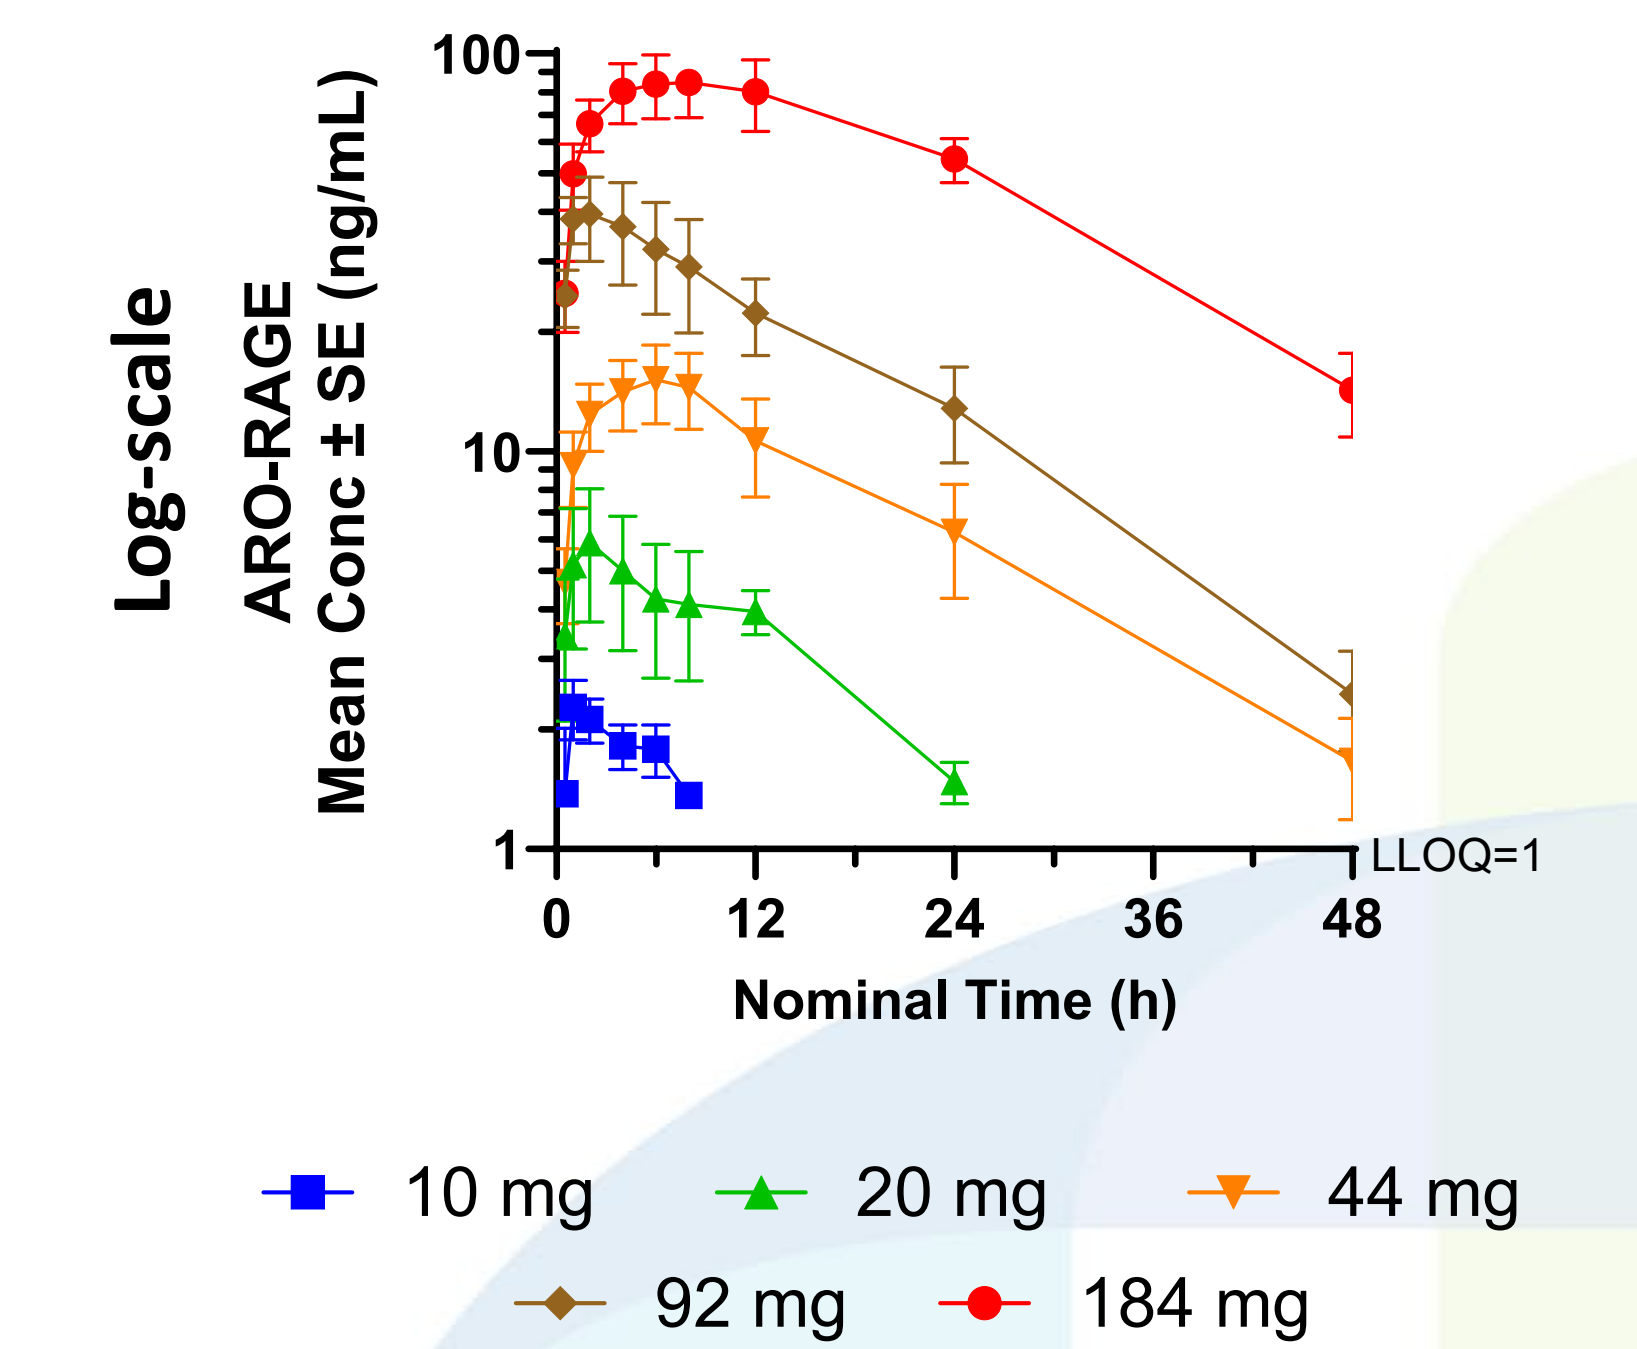 Log-scale
ARO-RAGE
Mean Conc ± SE (ng/mL)
100
10
1
LLOQ=1
0 12 24 36 48
Nominal Time (h)
10 mg 20 mg 44 mg
92 mg 184 mg